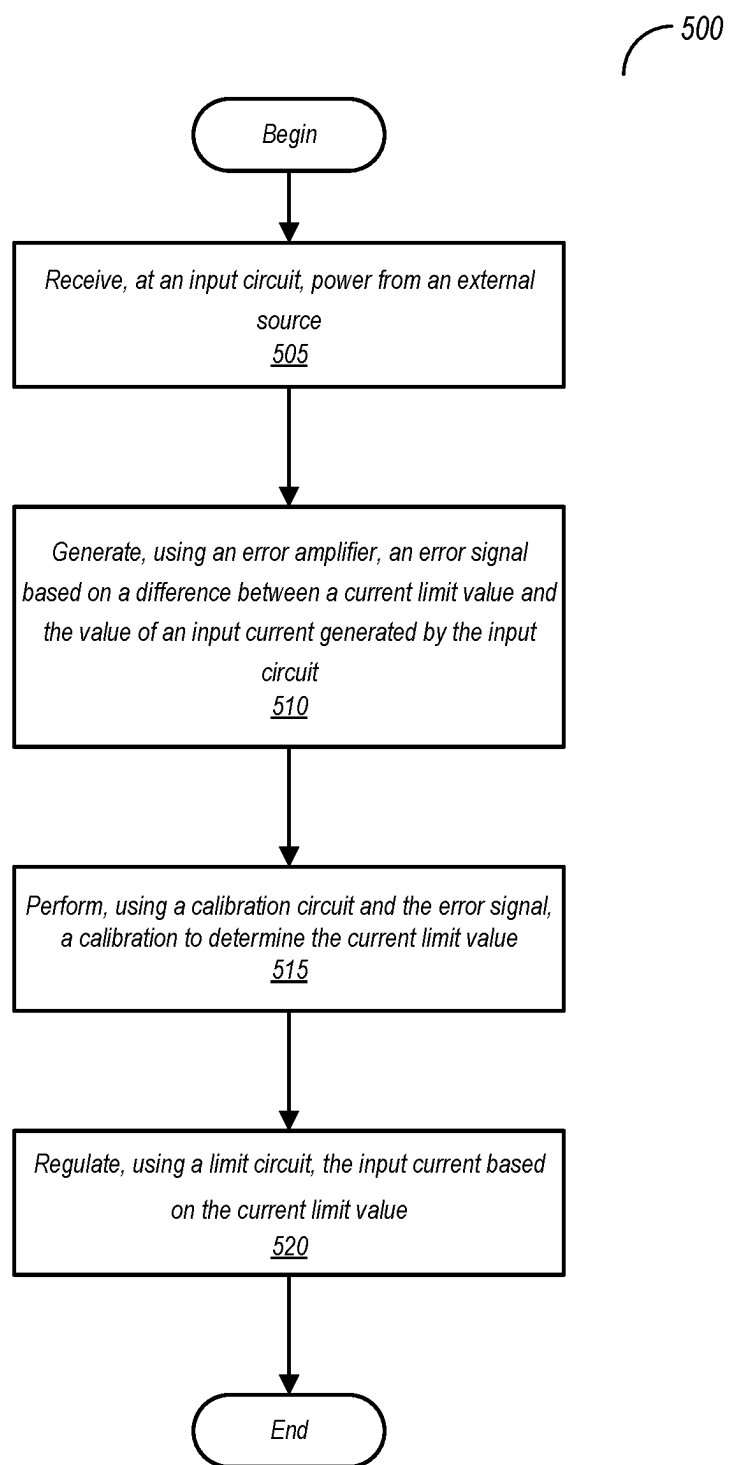 500
Begin
Receive, at an input circuit, power from an external
source
505
Generate, using an error amplifier, an error signal
based on a difference between a current limit value and
the value of an input current generated by the input
circuit
510
Perform, using a calibration circuit and the error signal,
a calibration to determine the current limit value
515
Regulate, using a limit circuit, the input current based
on the current limit value
520
End